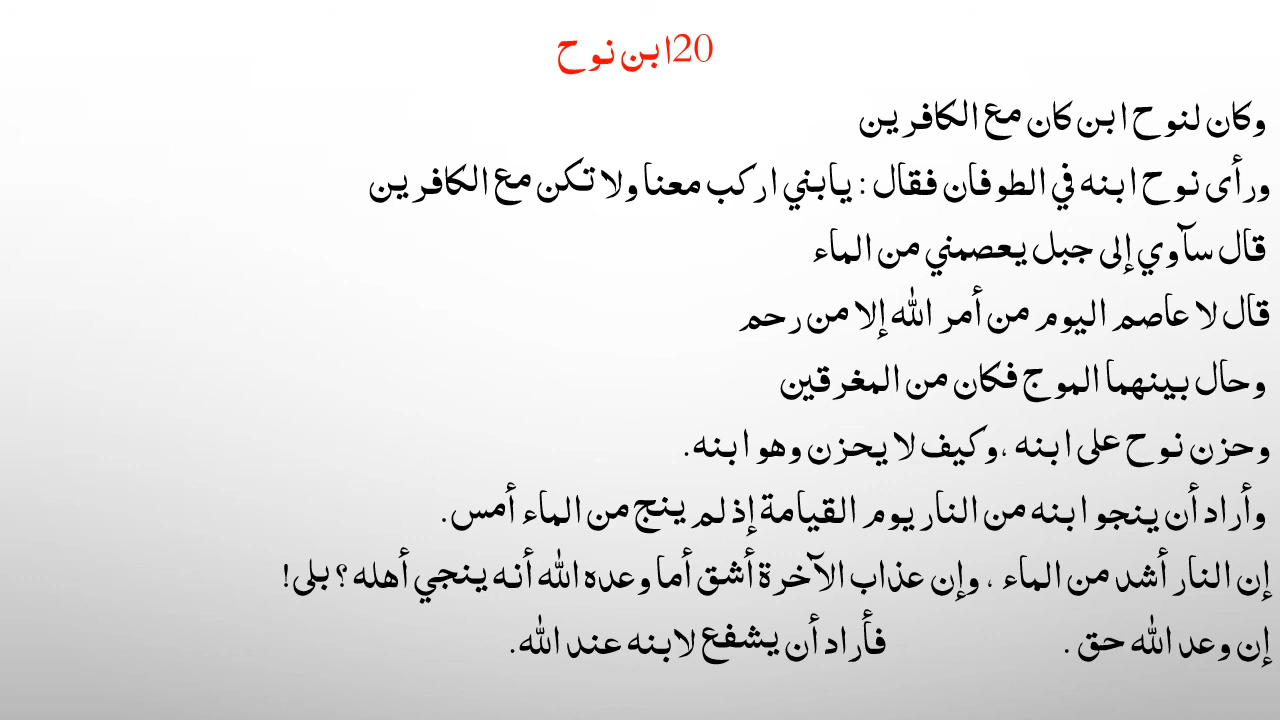 20ابن نوح
وكان لنوح ابن كان مع الكافرين
ورأى نوح ابنه في الطوفان فقال : يابني اركب معنا ولا تكن مع الكافرين
قال سآوي إلى جبل يعصمني من الماء
قال لا عاصم اليوم من أمر الله إلا من رحم
وحال بينهما الموج فكان من المغرقين
وحزن نوح على ابنه ،وكيف لا يحزن وهو ابنه.
وأراد أن ينجو ابنه من النار يوم القيامة إذ لم ينج من الماء أمس.
إن النار أشد من الماء ، وإن عذاب الآخرة أشق أما وعده الله أنه ينجي أهله ؟ بلى!
إن وعد الله حق . فأراد أن يشفع لابنه عند الله.